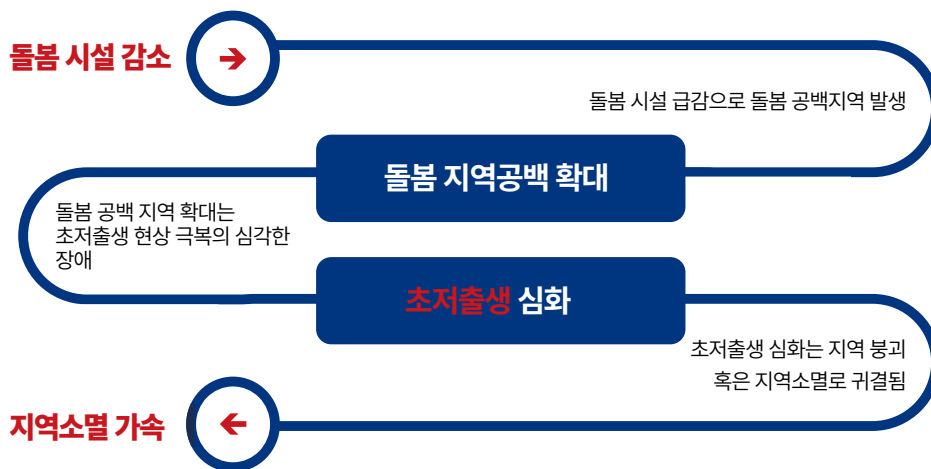 돌봄 시설 감소
돌봄 시설 급감으로 돌봄 공백지역 발생
돌봄 지역공백 확대
돌봄 공백 지역 확대는
초저출생 현상 극복의 심각한
장애
초저출생 심화
초저출생 심화는 지역 붕괴
혹은 지역소멸로 귀결됨
지역소멸 가속